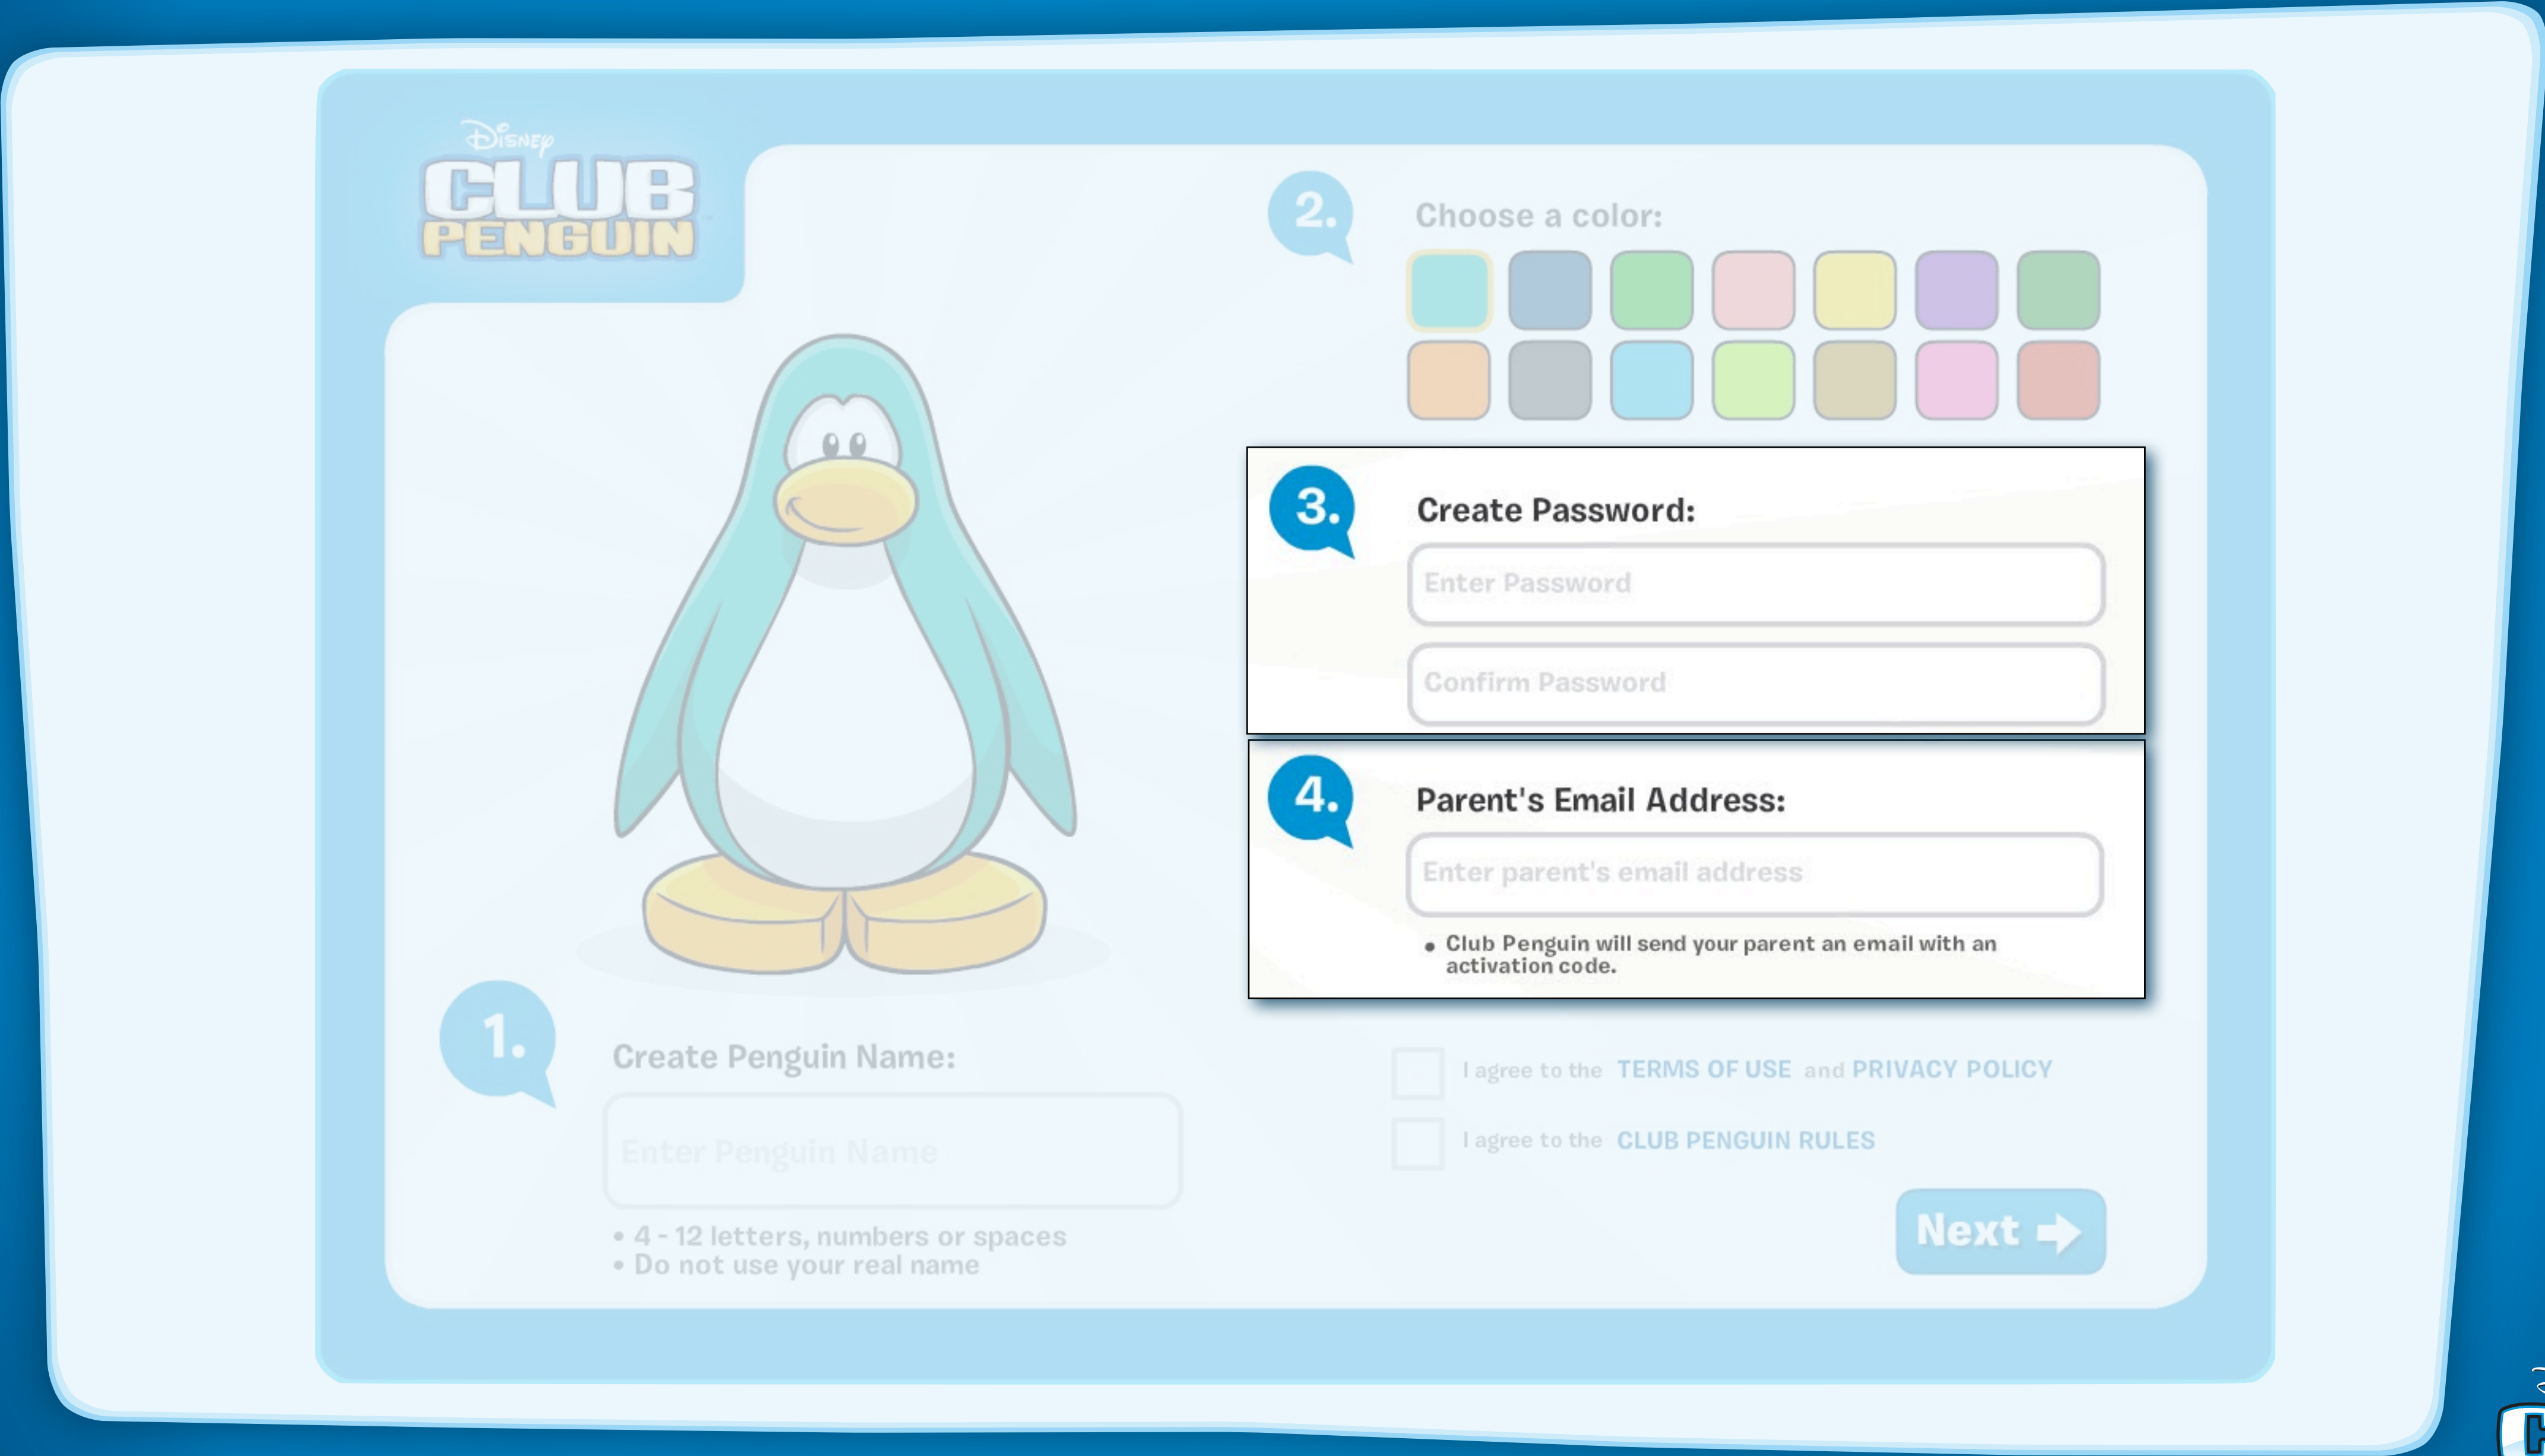 Disney
CLUB
PENGUIN
1.
Create Penguin Name:
Enter Penguin Name
• 4 - 12 letters, numbers or spaces
• Do not use your real name
2.
Choose a color:
3.
Create Password:
Enter Password
Confirm Password
4.
Parent's Email Address:
Enter parent's email address
• Club Penguin will send your parent an email with an
activation code.
I agree to the TERMS OF USE and PRIVACY POLICY
I agree to the CLUB PENGUIN RULES
Next